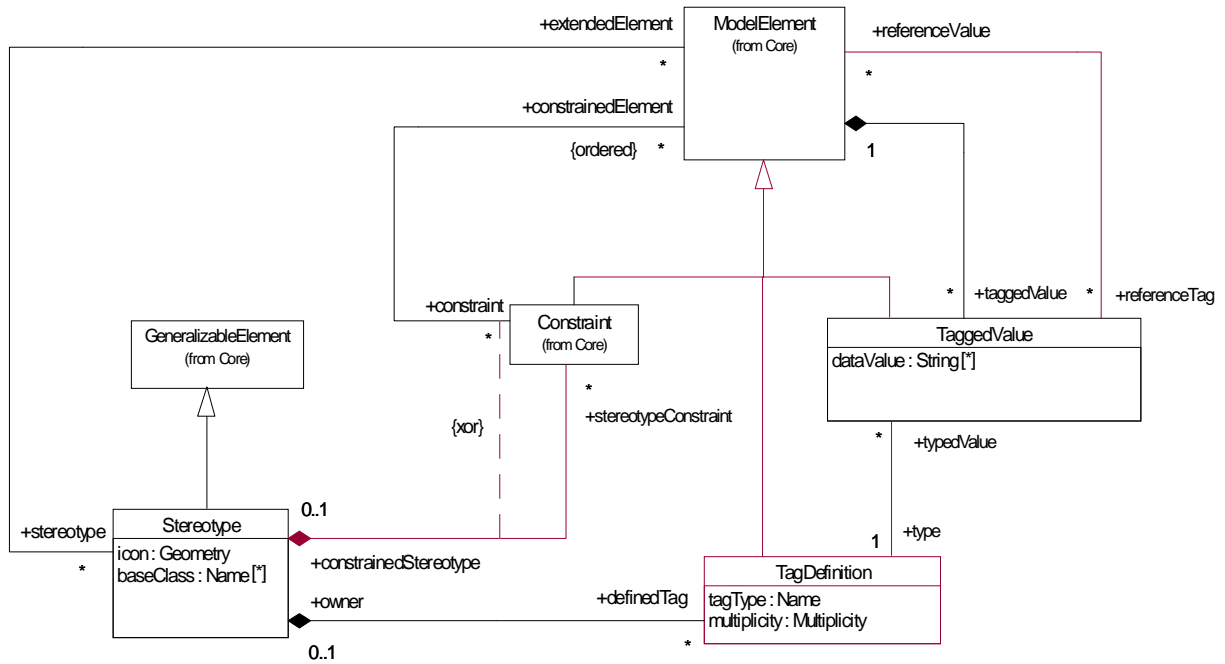 +extendedElement
*
ModelElement
(from Core)
+referenceValue
*
+constrainedElement
{ordered}
*
1
+constraint
*
Constraint
(from Core)
*
+taggedValue
*
+referenceTag
GeneralizableElement
(from Core)
TaggedValue
dataValue : String [*]
*
+stereotypeConstraint
{xor}
*
+typedValue
+stereotype
*
Stereotype
icon : Geometry
baseClass : Name [*]
0..1
+constrainedStereotype
+owner
0..1
+definedTag
*
1
+type
TagDefinition
tagType : Name
multiplicity : Multiplicity